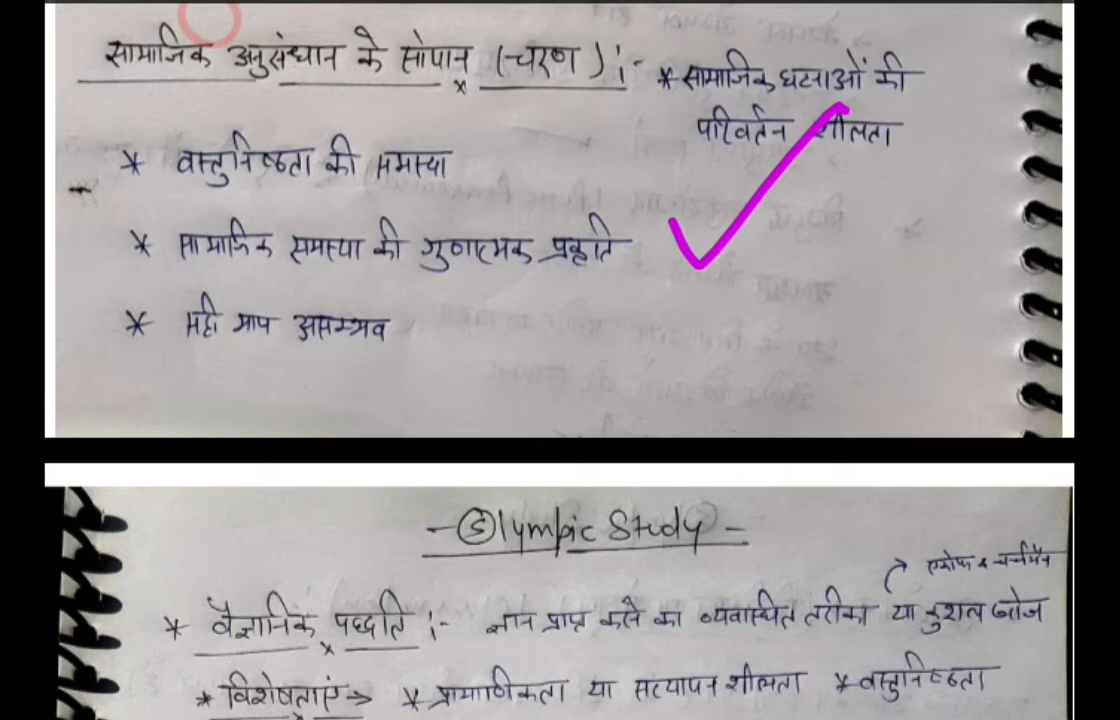 सामाजिक अनुसंधान के सोपान (चरण) :-
* सामाजिक घटनाओं की
परिवर्तन शीलता
* वस्तुनिष्ठता की समस्या
* सामाजिक समस्या की गुणात्मक प्रकृति
* सही माप असम्भव
- Olympic Study -
* वैज्ञानिक पद्धति :- ज्ञान प्राप्त करने का व्यवस्थित तरीका या कुशल खोज
* विशेषताएं → * प्रामाणिकता या सत्यापन शीलता * वस्तुनिष्ठता